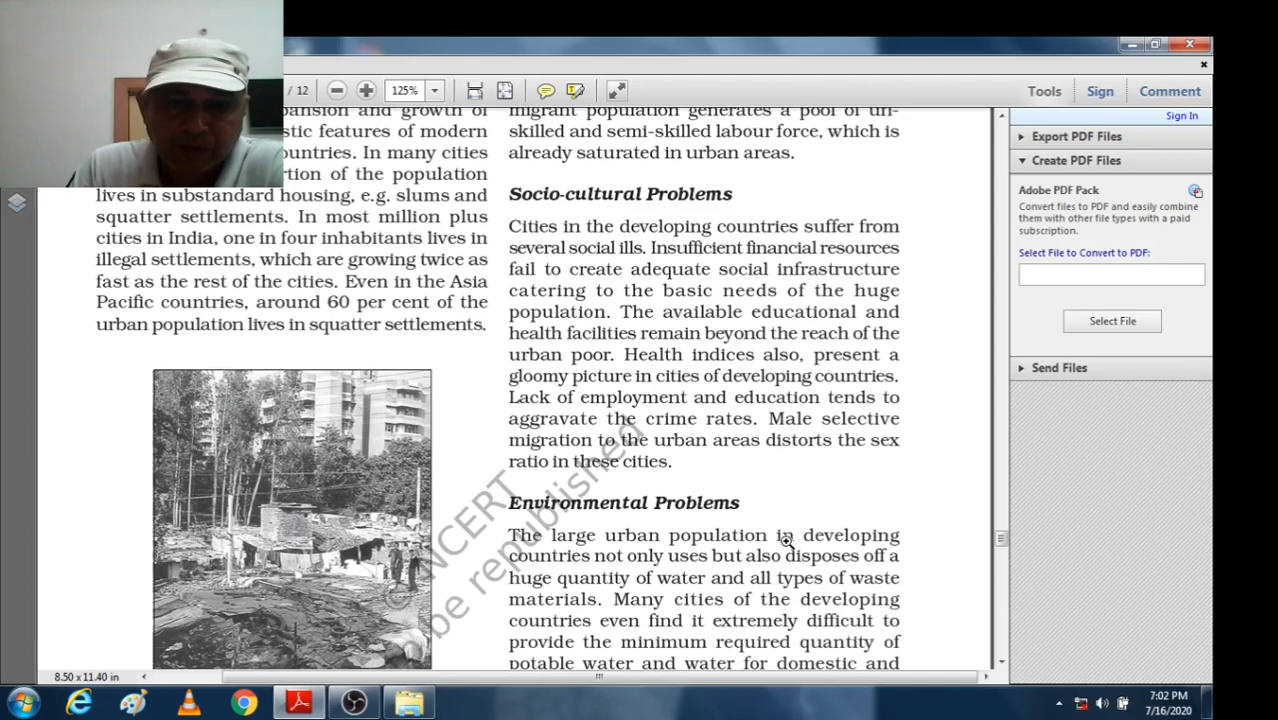 / 12
125%
Tools
Sign
Comment
Sign In
Export PDF Files
Create PDF Files
Adobe PDF Pack
Convert files to PDF and easily combine
them with other file types with a paid
subscription.
Select File to Convert to PDF:
Select File
Send Files
pansion and growth of
stic features of modern
ountries. In many cities
rtion of the population
lives in substandard housing, e.g. slums and
squatter settlements. In most million plus
cities in India, one in four inhabitants lives in
illegal settlements, which are growing twice as
fast as the rest of the cities. Even in the Asia
Pacific countries, around 60 per cent of the
urban population lives in squatter settlements.
migrant population generates a pool of un-
skilled and semi-skilled labour force, which is
already saturated in urban areas.
Socio-cultural Problems
Cities in the developing countries suffer from
several social ills. Insufficient financial resources
fail to create adequate social infrastructure
catering to the basic needs of the huge
population. The available educational and
health facilities remain beyond the reach of the
urban poor. Health indices also, present a
gloomy picture in cities of developing countries.
Lack of employment and education tends to
aggravate the crime rates. Male selective
migration to the urban areas distorts the sex
ratio in these cities.
Environmental Problems
The large urban population in developing
countries not only uses but also disposes off a
huge quantity of water and all types of waste
materials. Many cities of the developing
countries even find it extremely difficult to
provide the minimum required quantity of
potable water and water for domestic and
© NCERT
be republished
8.50 x 11.40 in
7:02 PM
7/16/2020